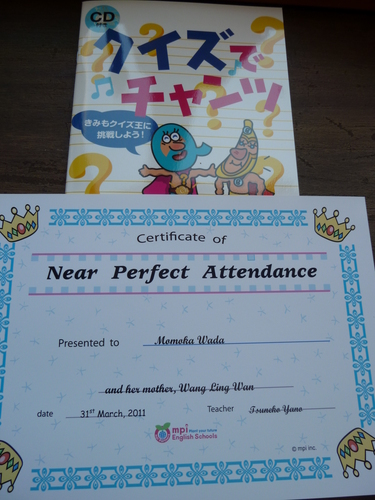 CD
クイズで
チャンツ
きみもクイズ王に
挑戦しよう!
Certificate of
Near Perfect Attendance
Presented to Momoka Wada
and her mother, Wang Ling Wan
date 31st March, 2011 Teacher Tsuneko Yano
mpi
English Schools
© mpi inc.